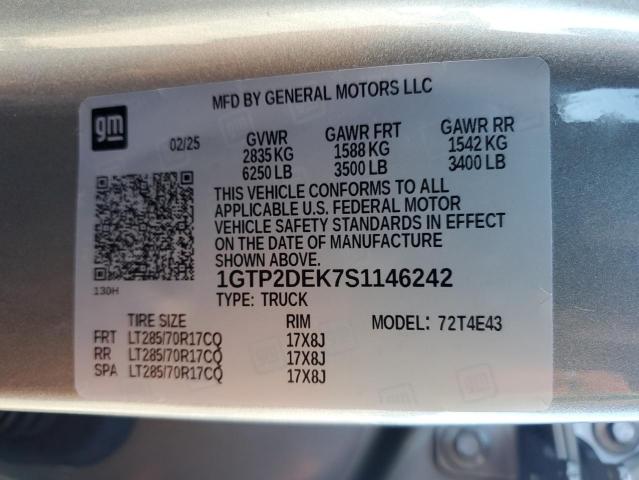 MFD BY GENERAL MOTORS LLC
gm
02/25 GVWR GAWR FRT GAWR RR
2835 KG 1588 KG 1542 KG
6250 LB 3500 LB 3400 LB
THIS VEHICLE CONFORMS TO ALL
APPLICABLE U.S. FEDERAL MOTOR
VEHICLE SAFETY STANDARDS IN EFFECT
ON THE DATE OF MANUFACTURE
SHOWN ABOVE.
1GTP2DEK7S1146242
130H
TYPE: TRUCK
TIRE SIZE RIM MODEL: 72T4E43
FRT LT285/70R17CQ 17X8J
RR LT285/70R17CQ 17X8J
SPA LT285/70R17CQ 17X8J